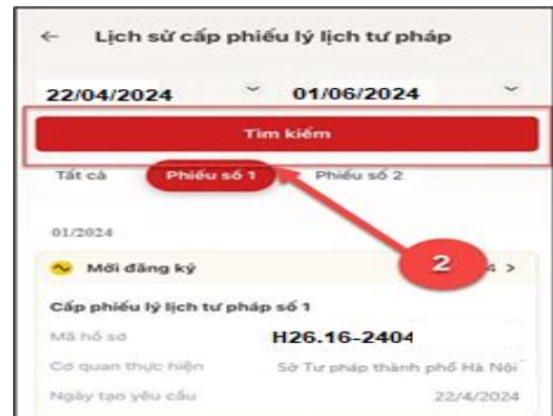 ← Lịch sử cấp phiếu lý lịch tư pháp
22/04/2024 01/06/2024
Tìm kiếm
Tất cả Phiếu số 1 Phiếu số 2
01/2024
Mới đăng ký 4 >
2
Cấp phiếu lý lịch tư pháp số 1
Mã hồ sơ H26.16-2404
Cơ quan thực hiện Sở Tư pháp thành phố Hà Nội
Ngày tạo yêu cầu 22/4/2024